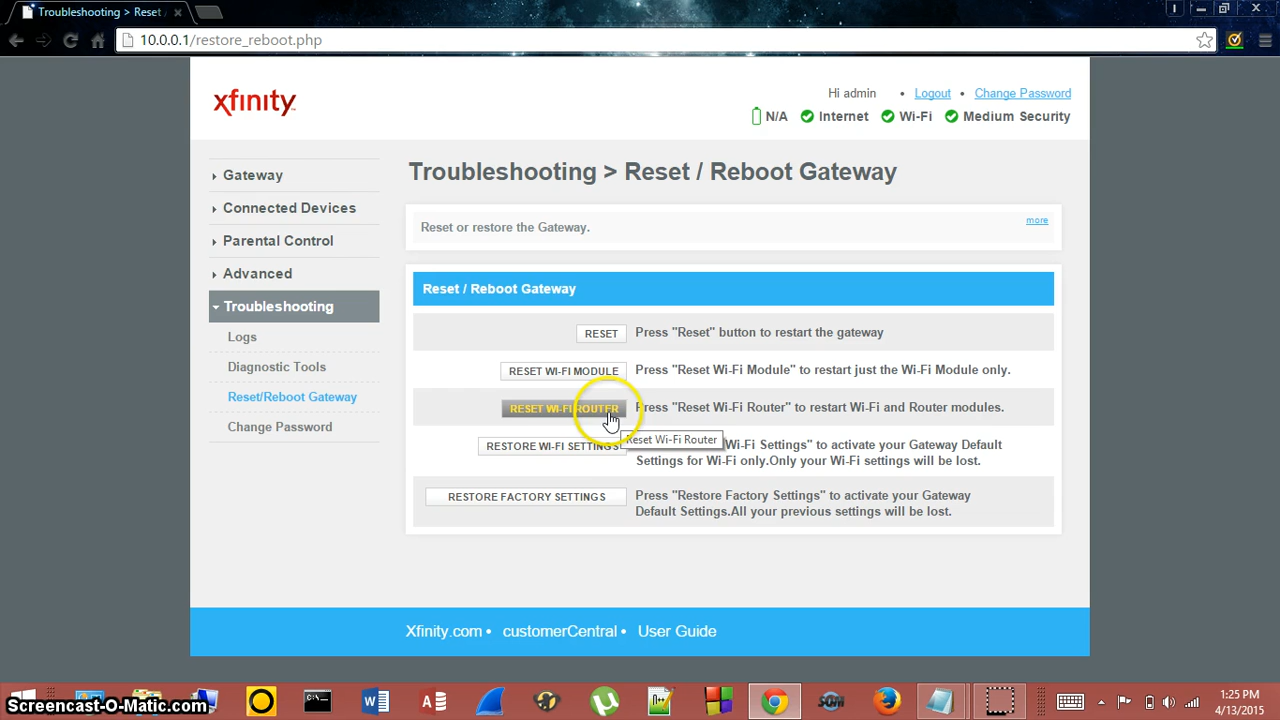 Troubleshooting > Reset /
10.0.0.1/restore_reboot.php
xfinity
Hi admin • Logout • Change Password
N/A Internet Wi-Fi Medium Security
Gateway
Connected Devices
Parental Control
Advanced
Troubleshooting
Logs
Diagnostic Tools
Reset/Reboot Gateway
Change Password
Troubleshooting > Reset / Reboot Gateway
Reset or restore the Gateway.
more
Reset / Reboot Gateway
RESET Press "Reset" button to restart the gateway
RESET WI-FI MODULE Press "Reset Wi-Fi Module" to restart just the Wi-Fi Module only.
RESET WI-FI ROUTER Press "Reset Wi-Fi Router" to restart Wi-Fi and Router modules.
Reset Wi-Fi Router
RESTORE WI-FI SETTINGS Wi-Fi Settings" to activate your Gateway Default
Settings for Wi-Fi only.Only your Wi-Fi settings will be lost.
RESTORE FACTORY SETTINGS Press "Restore Factory Settings" to activate your Gateway
Default Settings.All your previous settings will be lost.
Xfinity.com • customerCentral • User Guide
Screencast-O-Matic.com
SOM
1:25 PM
4/13/2015